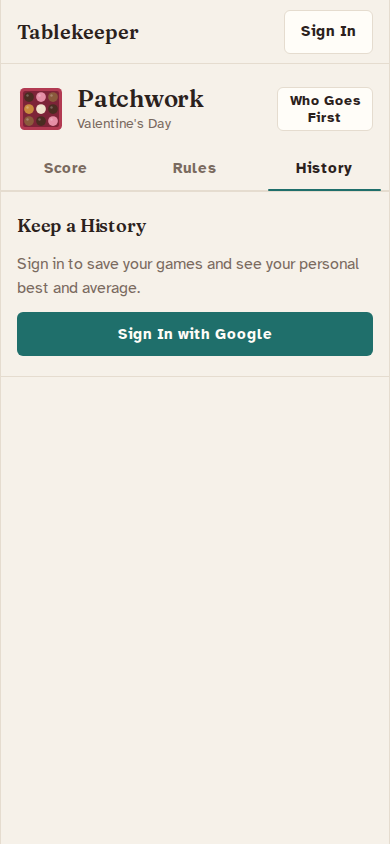 Tablekeeper
Sign In
Patchwork
Valentine's Day
Who Goes
First
Score
Rules
History
Keep a History
Sign in to save your games and see your personal
best and average.
Sign In with Google